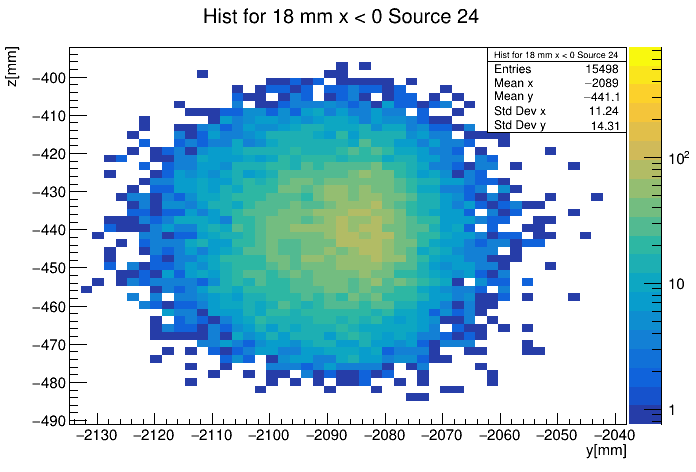 Hist for 18 mm x < 0 Source 24
z[mm]
Hist for 18 mm x < 0 Source 24
Entries 15498
Mean x −2089
Mean y −441.1
Std Dev x 11.24
Std Dev y 14.31
−400
−410
−420
−430
−440
−450
−460
−470
−480
−490
10²
10
1
−2130 −2120 −2110 −2100 −2090 −2080 −2070 −2060 −2050 −2040
y[mm]